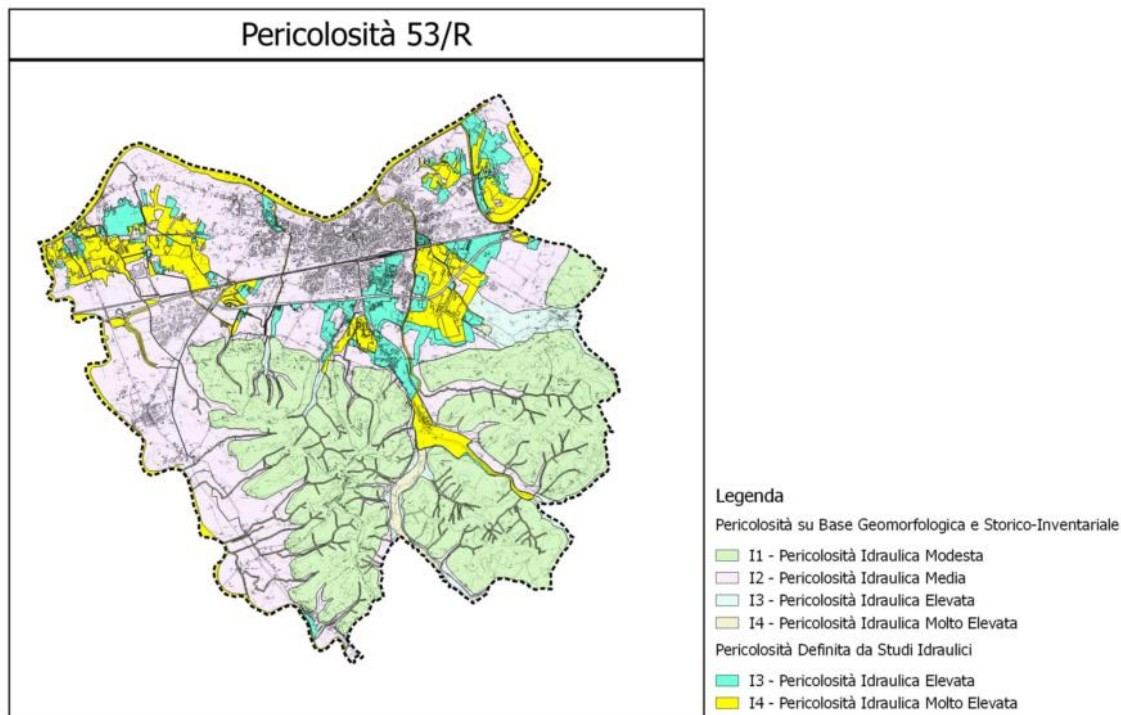 Pericolosità 53/R
Legenda
Pericolosità su Base Geomorfologica e Storico-Inventariale
I1 - Pericolosità Idraulica Modesta
I2 - Pericolosità Idraulica Media
I3 - Pericolosità Idraulica Elevata
I4 - Pericolosità Idraulica Molto Elevata
Pericolosità Definita da Studi Idraulici
I3 - Pericolosità Idraulica Elevata
I4 - Pericolosità Idraulica Molto Elevata